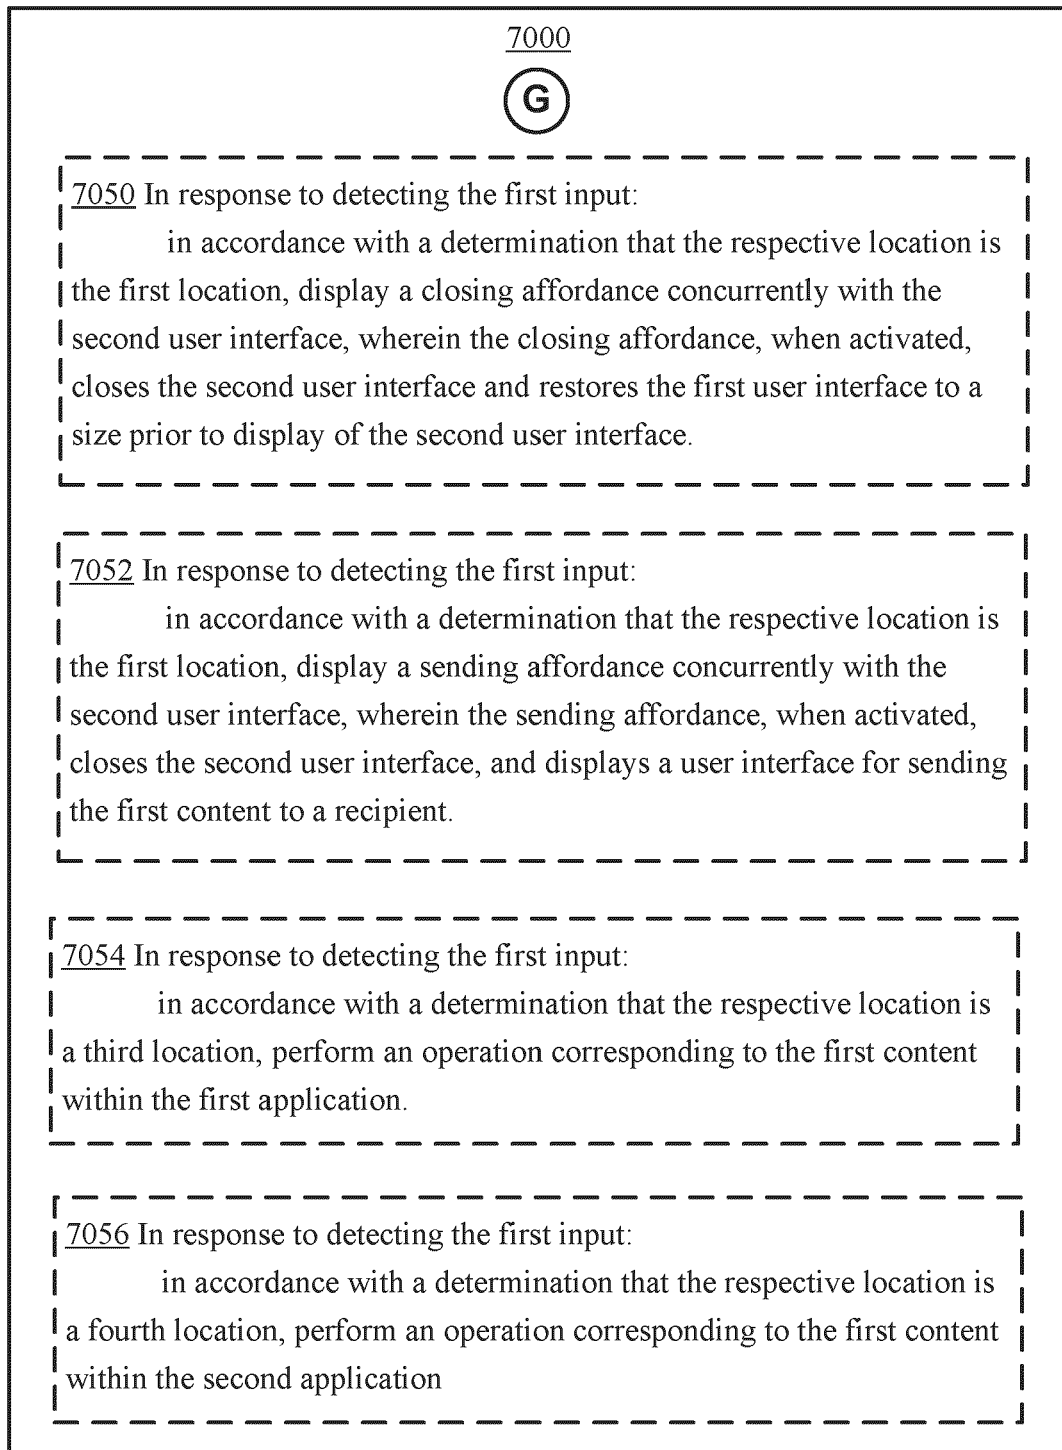 7000
G
7050 In response to detecting the first input:
in accordance with a determination that the respective location is
the first location, display a closing affordance concurrently with the
second user interface, wherein the closing affordance, when activated,
closes the second user interface and restores the first user interface to a
size prior to display of the second user interface.
7052 In response to detecting the first input:
in accordance with a determination that the respective location is
the first location, display a sending affordance concurrently with the
second user interface, wherein the sending affordance, when activated,
closes the second user interface, and displays a user interface for sending
the first content to a recipient.
7054 In response to detecting the first input:
in accordance with a determination that the respective location is
a third location, perform an operation corresponding to the first content
within the first application.
7056 In response to detecting the first input:
in accordance with a determination that the respective location is
a fourth location, perform an operation corresponding to the first content
within the second application